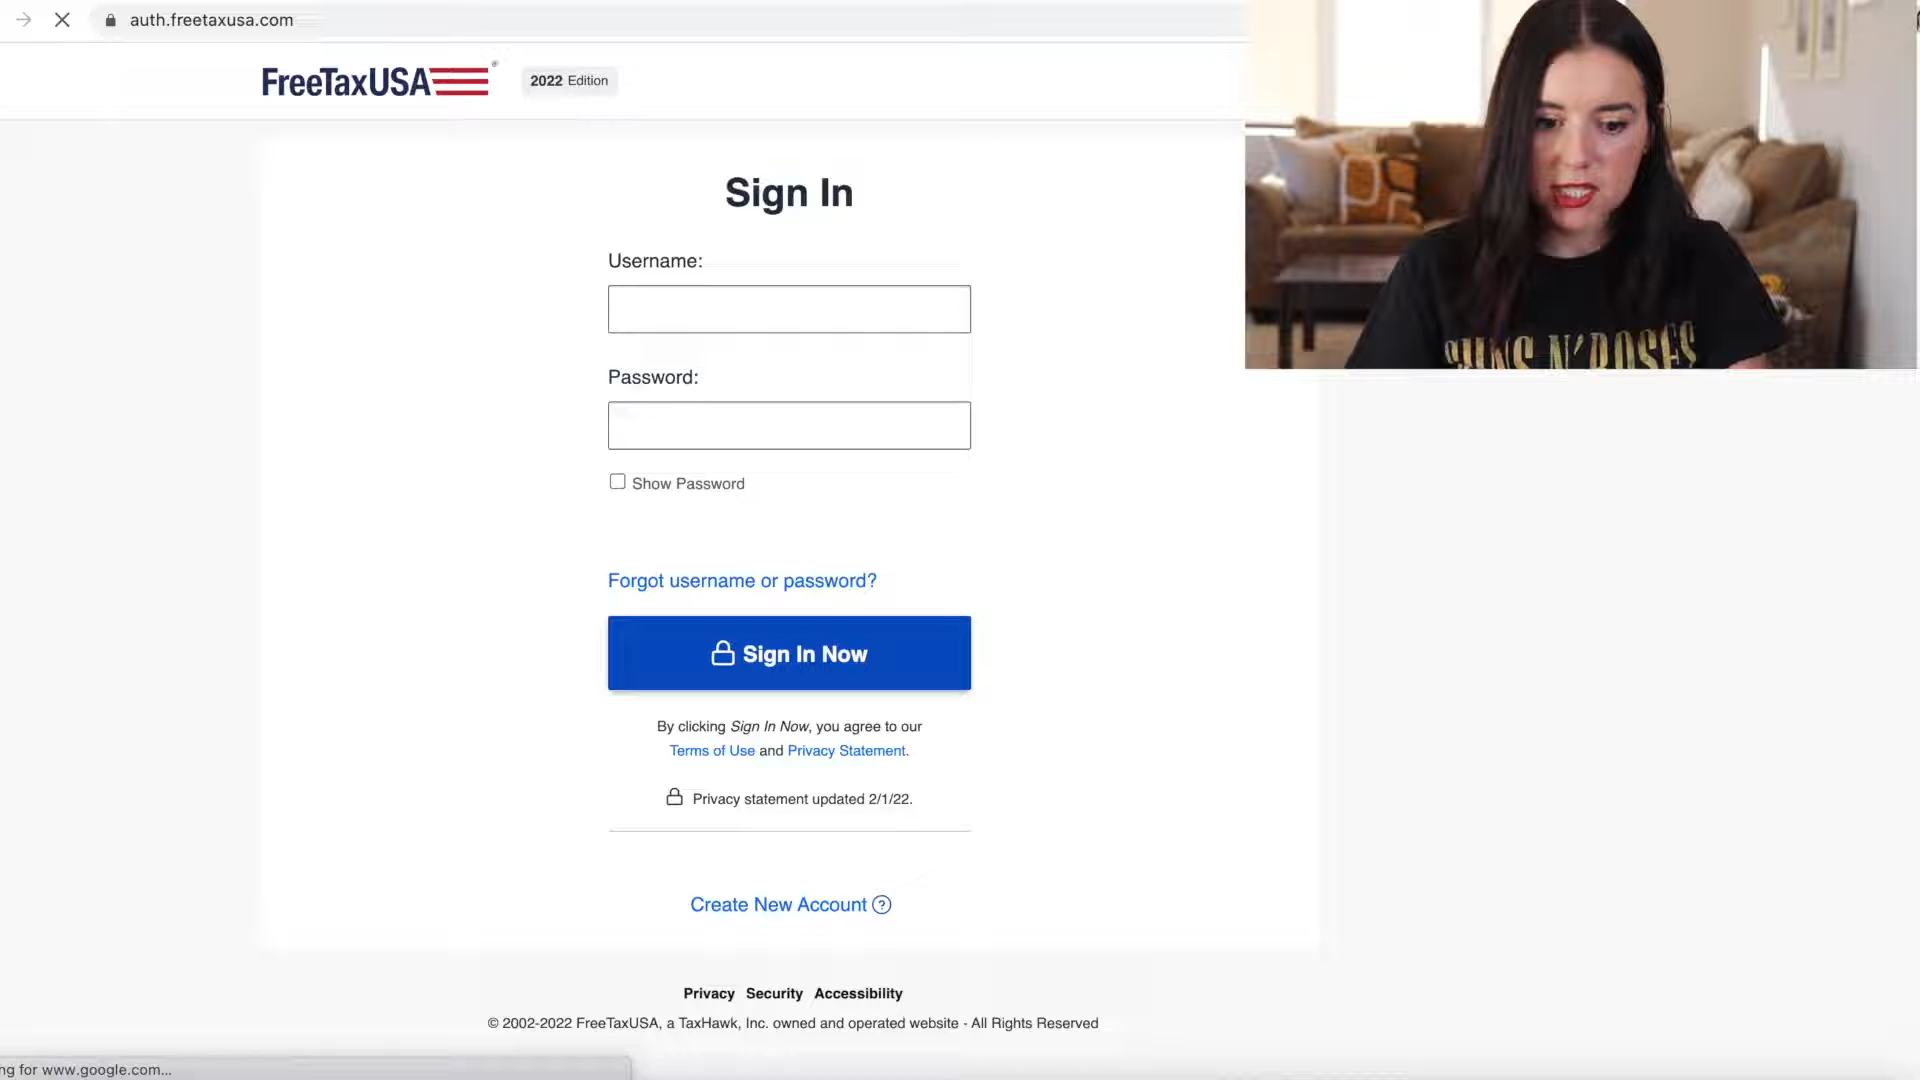 auth.freetaxusa.com
FreeTaxUSA®
2022 Edition
Sign In
Username:
Password:
Show Password
Forgot username or password?
Sign In Now
By clicking Sign In Now, you agree to our
Terms of Use and Privacy Statement.
Privacy statement updated 2/1/22.
Create New Account ?
Privacy Security Accessibility
© 2002-2022 FreeTaxUSA, a TaxHawk, Inc. owned and operated website - All Rights Reserved
ng for www.google.com...
GUNS N' ROSES